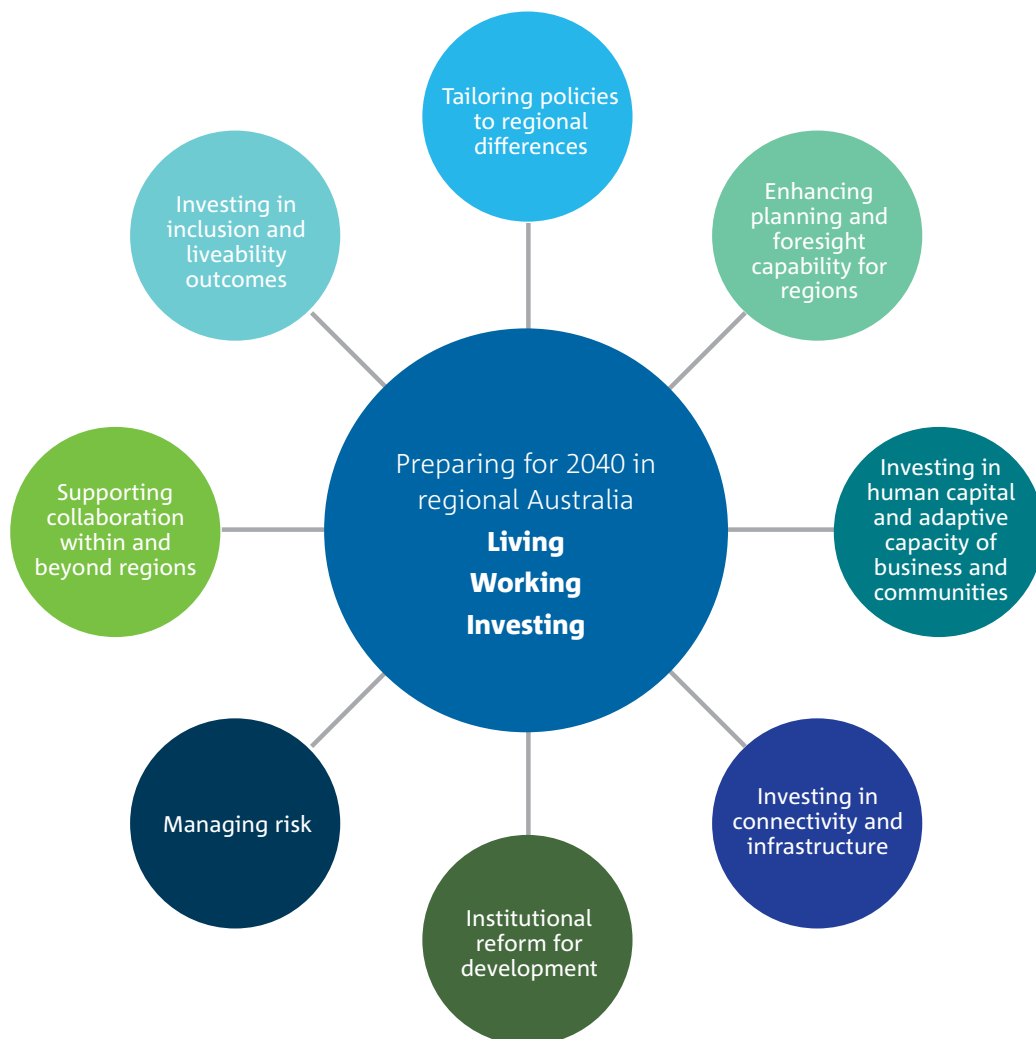 Tailoring policies
to regional
differences
Enhancing
planning and
foresight
capability for
regions
Investing in
human capital
and adaptive
capacity of
business and
communities
Investing in
connectivity and
infrastructure
Institutional
reform for
development
Managing risk
Supporting
collaboration
within and
beyond regions
Investing in
inclusion and
liveability
outcomes
Preparing for 2040 in
regional Australia
Living
Working
Investing